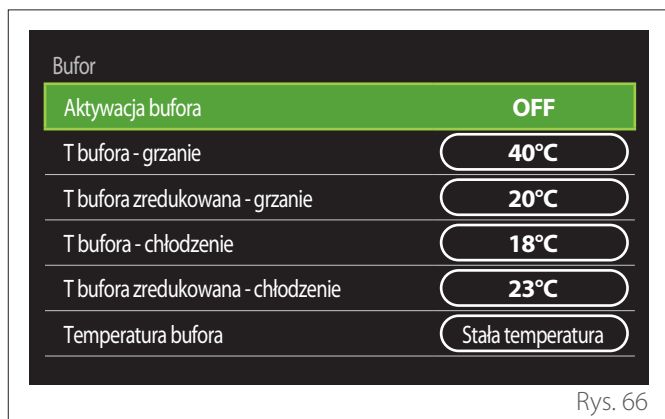 Bufor
Aktywacja bufora OFF
T bufora - grzanie 40°C
T bufora zredukowana - grzanie 20°C
T bufora - chłodzenie 18°C
T bufora zredukowana - chłodzenie 23°C
Temperatura bufora Stała temperatura
Rys. 66